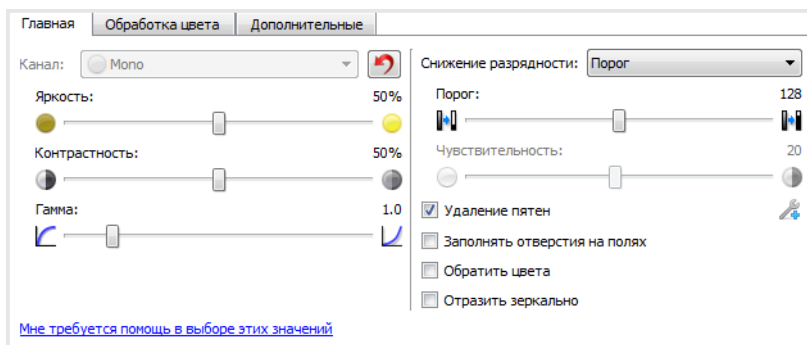 Главная Обработка цвета Дополнительные
Канал: Mono
Яркость: 50%
Контрастность: 50%
Гамма: 1.0
Мне требуется помощь в выборе этих значений
Снижение разрядности: Порог
Порог: 128
Чувствительность: 20
Удаление пятен
Заполнять отверстия на полях
Обратить цвета
Отразить зеркально